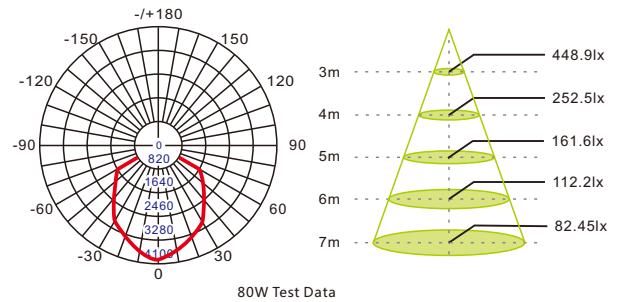 -/+180
-150
150
-120
120
-90
90
-60
60
-30
30
0
0
820
1640
2460
3280
4100
3m
448.9lx
4m
252.5lx
5m
161.6lx
6m
112.2lx
7m
82.45lx
80W Test Data